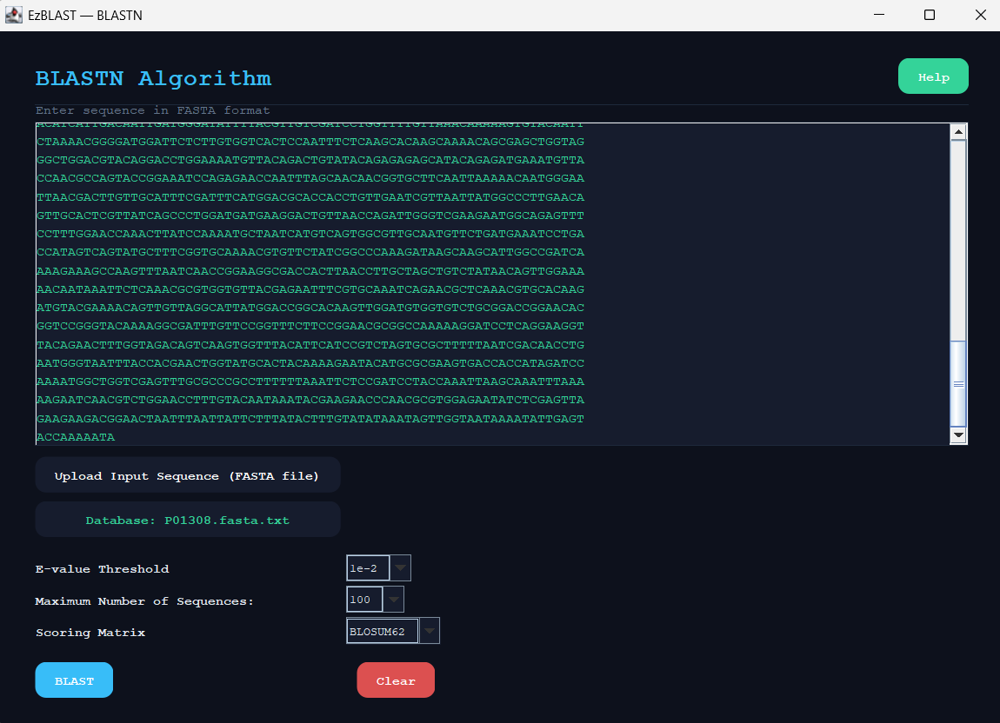 EzBLAST — BLASTN
BLASTN Algorithm
Help
Enter sequence in FASTA format
CTAAAACGGGGATGGATTCTCTTGTGGTCACTCCAATTTCTCAAGCACAAGCAAAACAGCGAGCTGGTAG
GGCTGGACGTACAGGACCTGGAAAATGTTACAGACTGTATACAGAGAGAGCATACAGAGATGAAATGTTA
CCAACGCCAGTACCGGAAATCCAGAGAACCAATTTAGCAACAACGGTGCTTCAATTAAAAACAATGGGAA
TTAACGACTTGTTGCATTTCGATTTCATGGACGCACCACCTGTTGAATCGTTAATTATGGCCCTTGAACA
GTTGCACTCGTTATCAGCCCTGGATGATGAAGGACTGTTAACCAGATTGGGTCGAAGAATGGCAGAGTTT
CCTTTGGAACCAAACTTATCCAAAATGCTAATCATGTCAGTGGCGTTGCAATGTTCTGATGAAATCCTGA
CCATAGTCAGTATGCTTTCGGTGCAAAACGTGTTCTATCGGCCCAAAGATAAGCAAGCATTGGCCGATCA
AAAGAAAGCCAAGTTTAATCAACCGGAAGGCGACCACTTAACCTTGCTAGCTGTCTATAACAGTTGGAAA
AACAATAAATTCTCAAACGCGTGGTGTTACGAGAATTTCGTGCAAATCAGAACGCTCAAACGTGCACAAG
ATGTACGAAAACAGTTGTTAGGCATTATGGACCGGCACAAGTTGGATGTGGTGTCTGCGGACCGGAACAC
GGTCCGGGTACAAAAGGCGATTTGTTCCGGTTTCTTCCGGAACGCGGCCAAAAAGGATCCTCAGGAAGGT
TACAGAACTTTGGTAGACAGTCAAGTGGTTTACATTCATCCGTCTAGTGCGCTTTTTAATCGACAACCTG
AATGGGTAATTTACCACGAACTGGTATGCACTACAAAAGAATACATGCGCGAAGTGACCACCATAGATCC
AAAATGGCTGGTCGAGTTTGCGCCCGCCTTTTTTAAATTCTCCGATCCTACCAAATTAAGCAAATTTAAA
AAGAATCAACGTCTGGAACCTTTGTACAATAAATACGAAGAACCCAACGCGTGGAGAATATCTCGAGTTA
GAAGAAGACGGAACTAATTTAATTATTCTTTATACTTTGTATATAAATAGTTGGTAATAAAATATTGAGT
ACCAAAAATA
Upload Input Sequence (FASTA file)
Database: P01308.fasta.txt
E-value Threshold
1e-2
Maximum Number of Sequences:
100
Scoring Matrix
BLOSUM62
BLAST
Clear